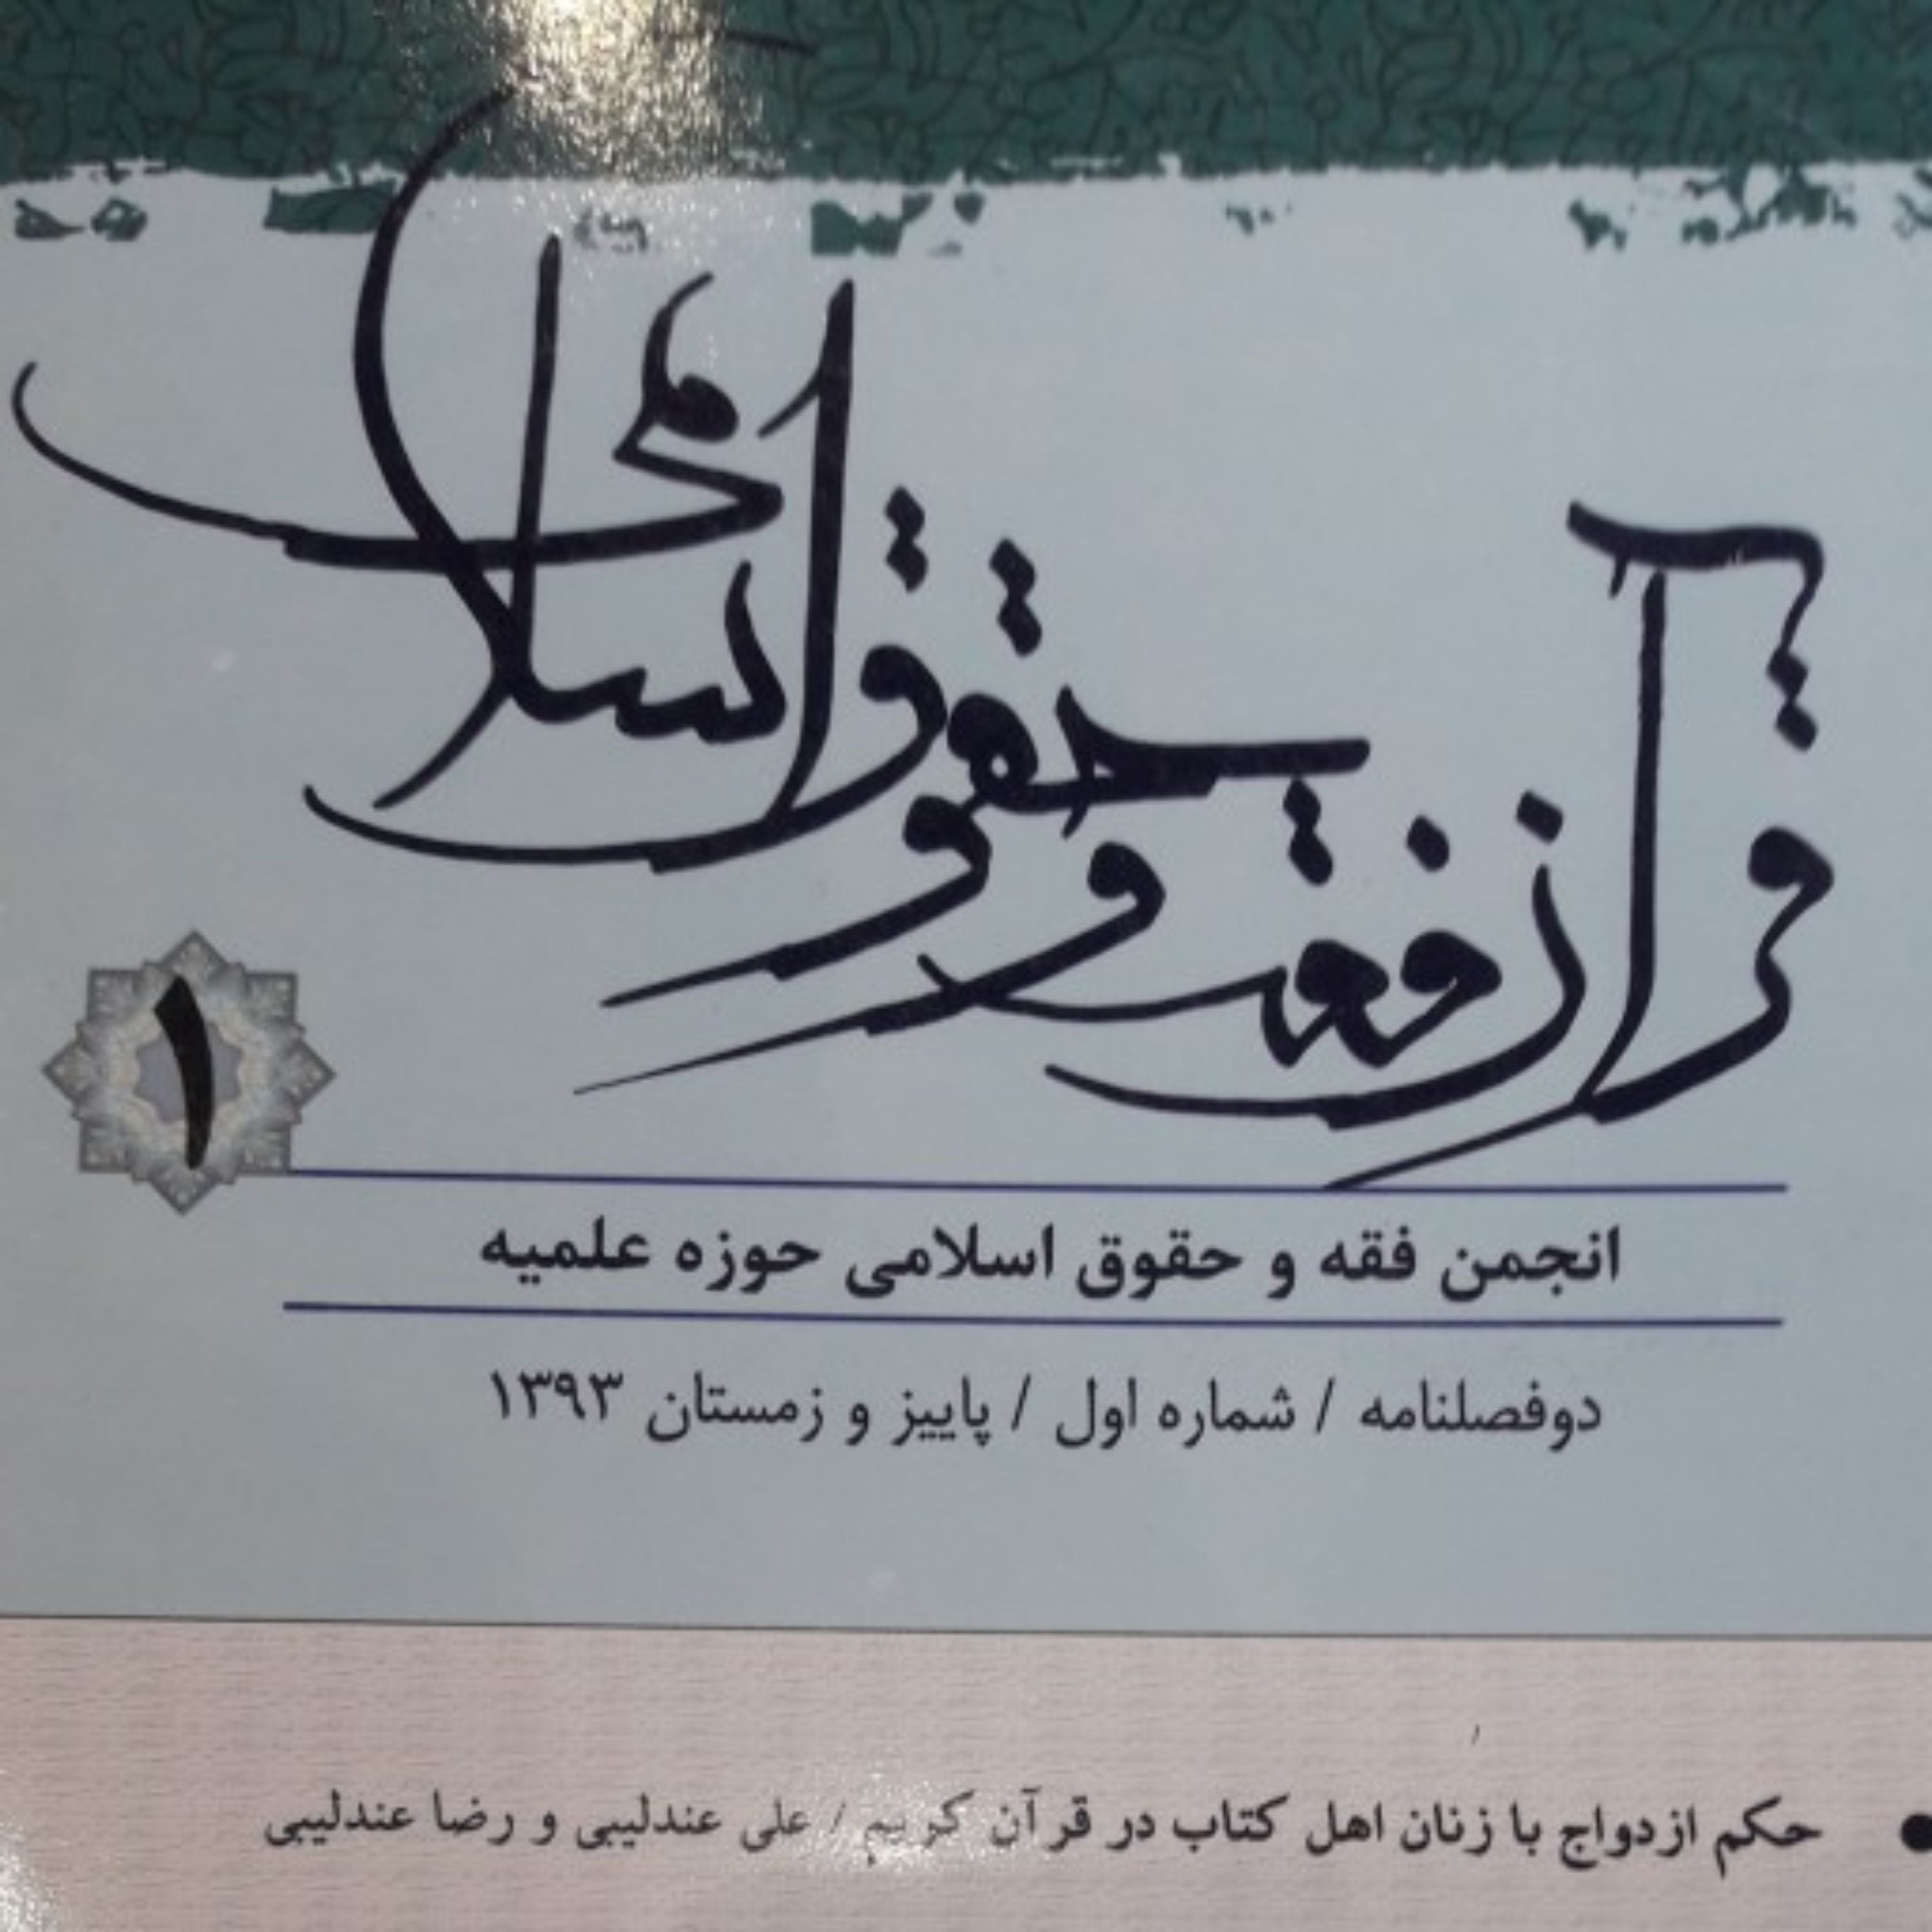 قرآن، فقه و حقوق اسلامی
۱
انجمن فقه و حقوق اسلامی حوزه علمیه
دوفصلنامه / شماره اول / پاییز و زمستان ۱۳۹۳
● حکم ازدواج با زنان اهل کتاب در قرآن کریم / علی عندلیبی و رضا عندلیبی